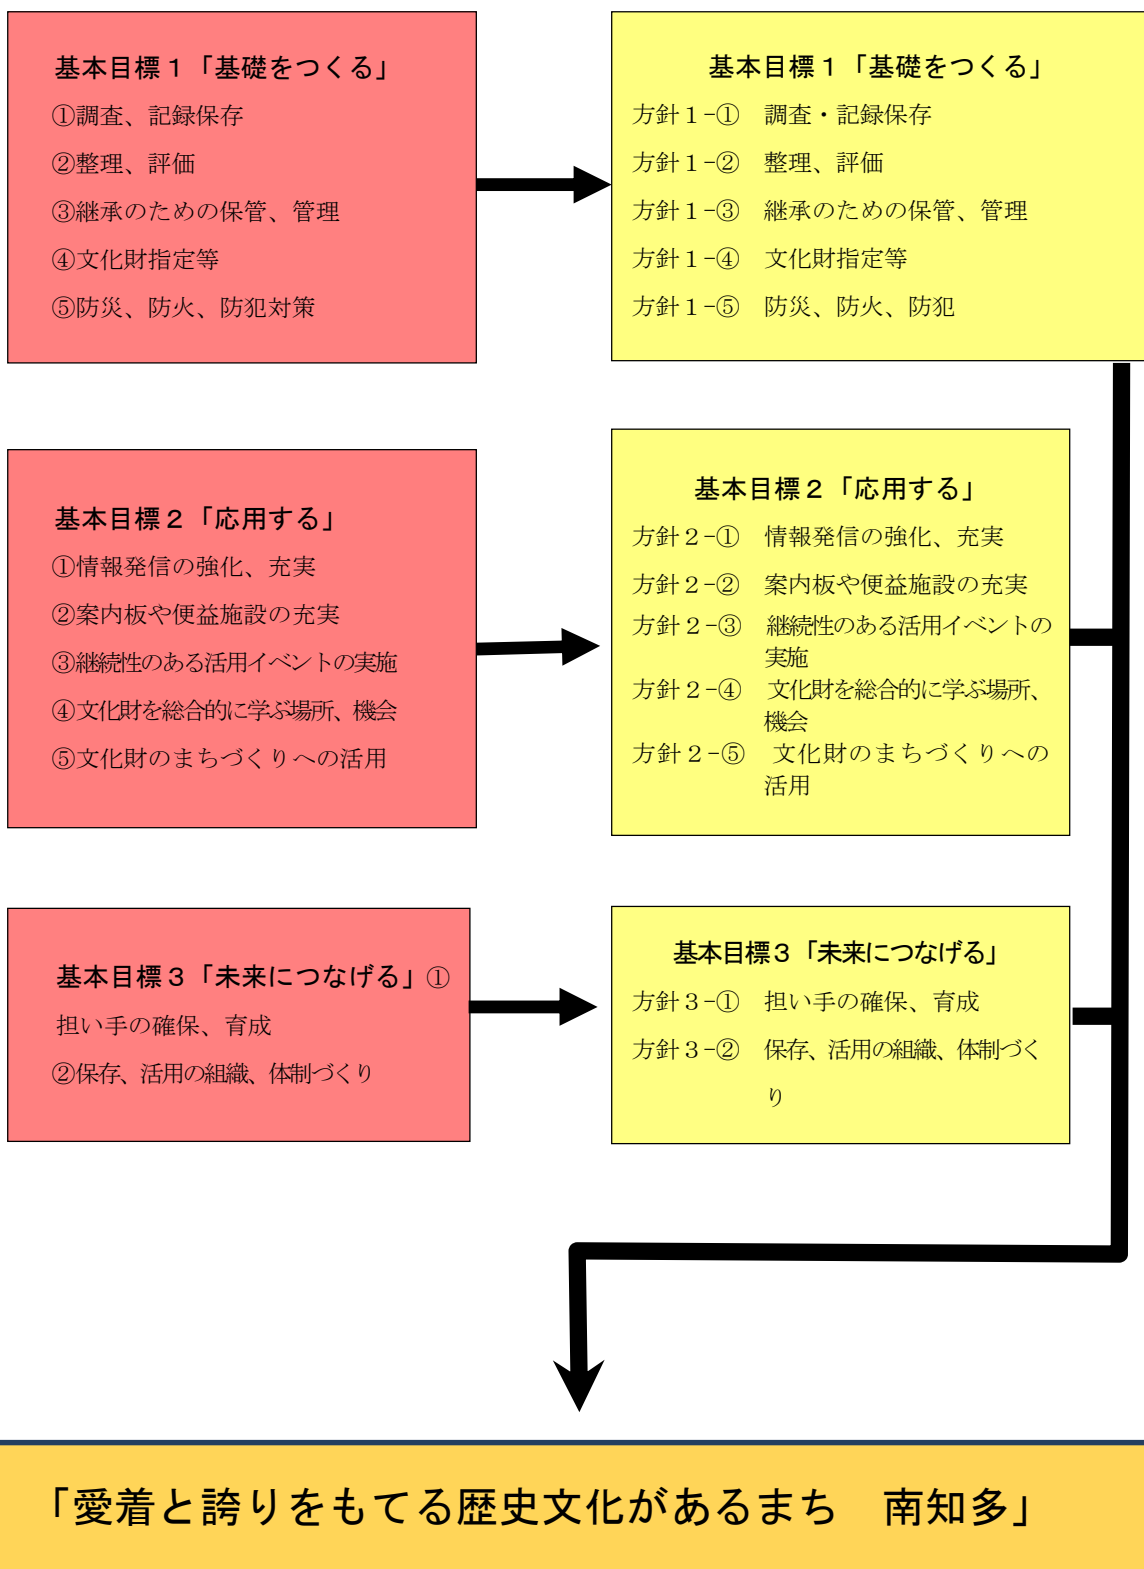 基本目標１「基礎をつくる」
①調査、記録保存
②整理、評価
③継承のための保管、管理
④文化財指定等
⑤防災、防火、防犯対策
基本目標１「基礎をつくる」
方針１-①　調査・記録保存
方針１-②　整理、評価
方針１-③　継承のための保管、管理
方針１-④　文化財指定等
方針１-⑤　防災、防火、防犯
基本目標２「応用する」
①情報発信の強化、充実
②案内板や便益施設の充実
③継続性のある活用イベントの実施
④文化財を総合的に学ぶ場所、機会
⑤文化財のまちづくりへの活用
基本目標２「応用する」
方針２-①　情報発信の強化、充実
方針２-②　案内板や便益施設の充実
方針２-③　継続性のある活用イベントの
実施
方針２-④　文化財を総合的に学ぶ場所、
機会
方針２-⑤　文化財のまちづくりへの
活用
基本目標３「未来につなげる」①
担い手の確保、育成
②保存、活用の組織、体制づくり
基本目標３「未来につなげる」
方針３-①　担い手の確保、育成
方針３-②　保存、活用の組織、体制づく
り
「愛着と誇りをもてる歴史文化があるまち　南知多」